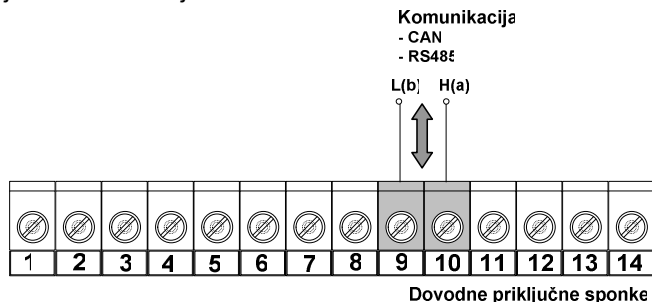 Komunikacija
- CAN
- RS485
L(b) H(a)
1 2 3 4 5 6 7 8 9 10 11 12 13 14
Dovodne priključne sponke